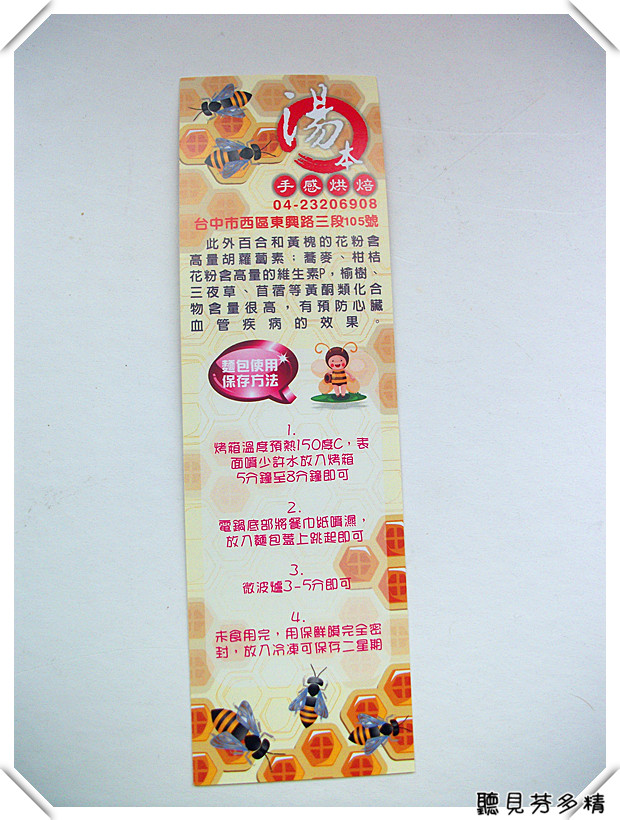 湯本
手感烘焙
04-23206908
台中市西區東興路三段105號
此外百合和黃槐的花粉含
高量胡蘿蔔素；蕎麥、柑桔
花粉含高量的維生素P，榆樹、
三夜草、苜蓿等黃酮類化合
物含量很高，有預防心臟
血管疾病的效果。
麵包使用
保存方法
1.
烤箱溫度預熱150度C，表
面噴少許水放入烤箱
5分鐘至8分鐘即可
2.
電鍋底部將餐巾紙噴濕，
放入麵包蓋上跳起即可
3.
微波爐3-5分即可
4.
未食用完，用保鮮膜完全密
封，放入冷凍可保存二星期
聽見芬多精